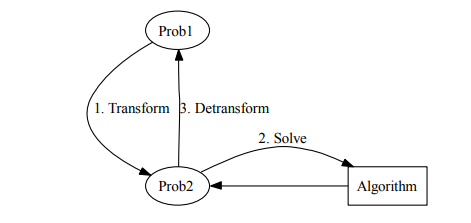 Prob1
1. Transform
3. Detransform
2. Solve
Prob2
Algorithm